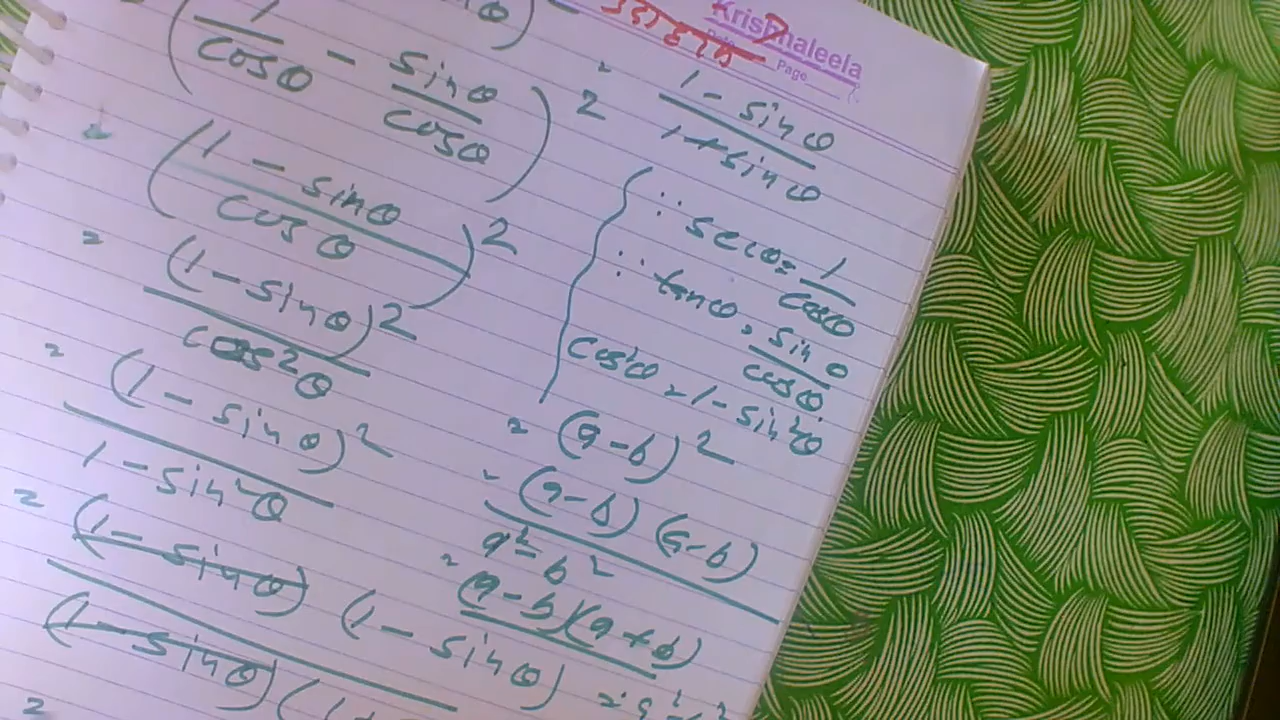 Krishnaleela
Page
(1/cosθ - sinθ/cosθ)² = (1 - sinθ)/(1 + sinθ)
((1 - sinθ)/cosθ)²
∵ secθ = 1/cosθ
∵ tanθ = sinθ/cosθ
cos²θ = 1 - sin²θ
= (1 - sinθ)²/cos²θ
= (1 - sinθ)²/(1 - sin²θ)
= (a - b)²
= (a - b) (a - b)
a² - b²
= (a - b)(a + b)
= (1 - sinθ) (1 - sinθ)
(1 - sinθ) (1 +
=